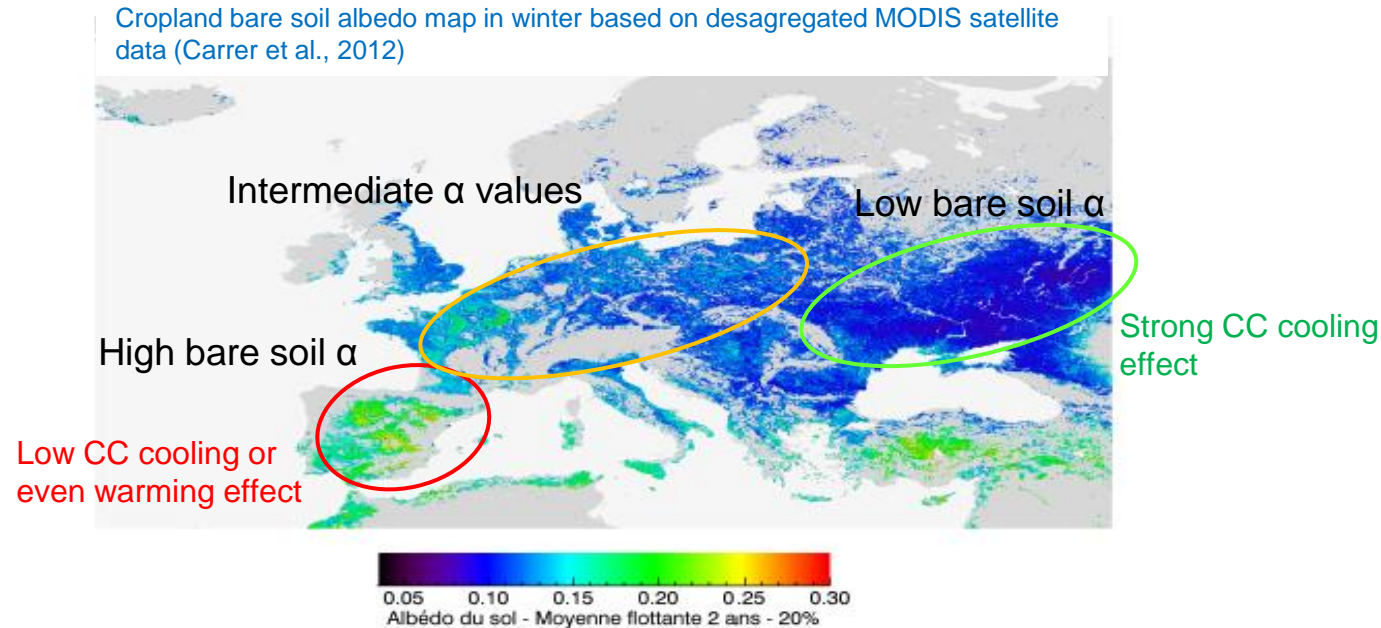 Cropland bare soil albedo map in winter based on desagregated MODIS satellite
data (Carrer et al., 2012)
Intermediate α values
Low bare soil α
High bare soil α
Strong CC cooling
effect
Low CC cooling or
even warming effect
0.05 0.10 0.15 0.20 0.25 0.30
Albédo du sol - Moyenne flottante 2 ans - 20%